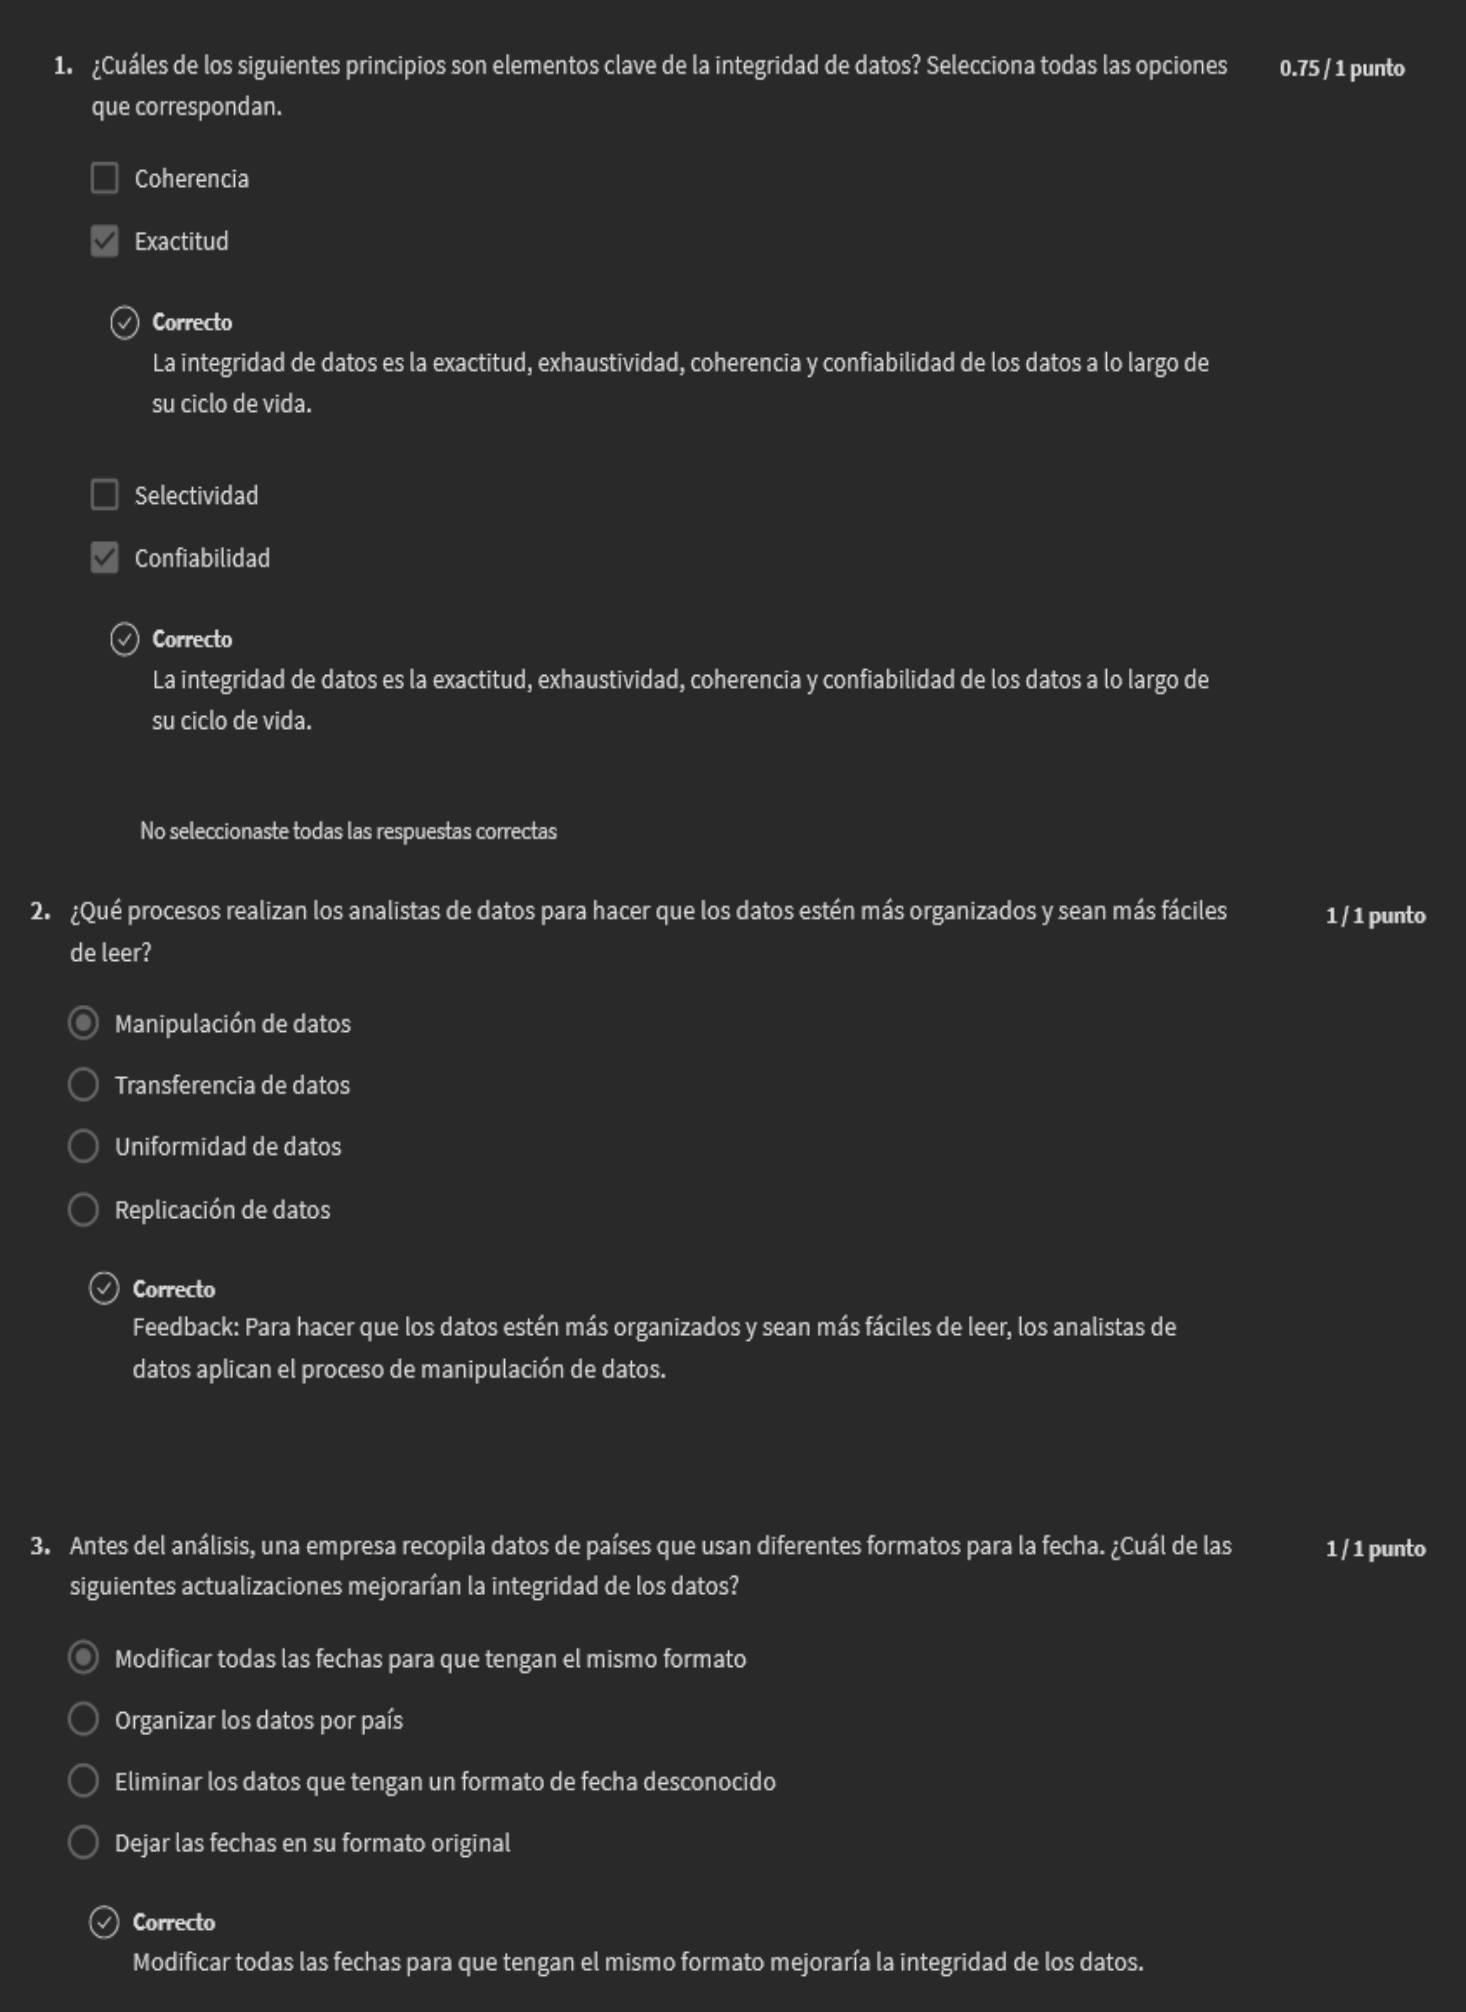 1. ¿Cuáles de los siguientes principios son elementos clave de la integridad de datos? Selecciona todas las opciones 0.75 / 1 punto
que correspondan.
Coherencia
Exactitud
Correcto
La integridad de datos es la exactitud, exhaustividad, coherencia y confiabilidad de los datos a lo largo de
su ciclo de vida.
Selectividad
Confiabilidad
Correcto
La integridad de datos es la exactitud, exhaustividad, coherencia y confiabilidad de los datos a lo largo de
su ciclo de vida.
No seleccionaste todas las respuestas correctas
2. ¿Qué procesos realizan los analistas de datos para hacer que los datos estén más organizados y sean más fáciles 1 / 1 punto
de leer?
Manipulación de datos
Transferencia de datos
Uniformidad de datos
Replicación de datos
Correcto
Feedback: Para hacer que los datos estén más organizados y sean más fáciles de leer, los analistas de
datos aplican el proceso de manipulación de datos.
3. Antes del análisis, una empresa recopila datos de países que usan diferentes formatos para la fecha. ¿Cuál de las 1 / 1 punto
siguientes actualizaciones mejorarían la integridad de los datos?
Modificar todas las fechas para que tengan el mismo formato
Organizar los datos por país
Eliminar los datos que tengan un formato de fecha desconocido
Dejar las fechas en su formato original
Correcto
Modificar todas las fechas para que tengan el mismo formato mejoraría la integridad de los datos.